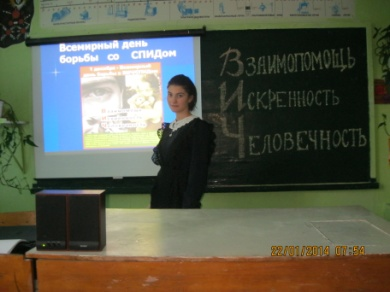 Всемирный день
борьбы со СПИДом
Взаимопомощь
Искренность
Человечность
22/01/2014 07:54